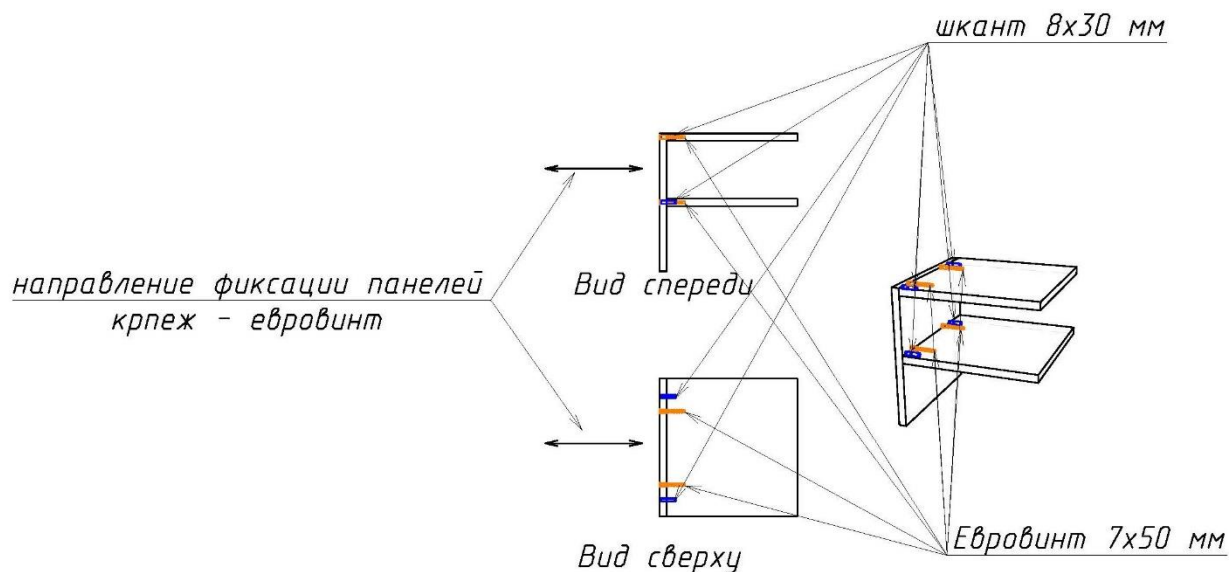 шкант 8х30 мм
направление фиксации панелей
крпеж - евровинт
Вид спереди
Вид сверху
Евровинт 7х50 мм